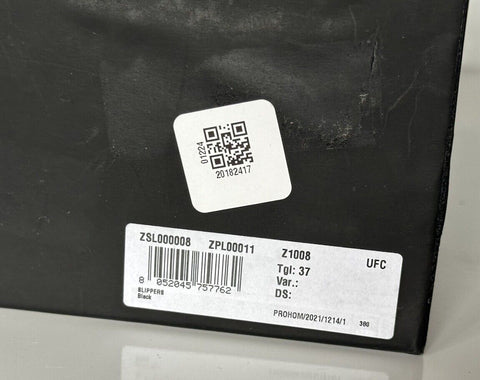 01224
20182417
ZSL000008 ZPL00011 Z1008 UFC
Tgl: 37
Var.:
DS:
8 052045 757762
SLIPPERS
Black
PROHOM/2021/1214/1 380